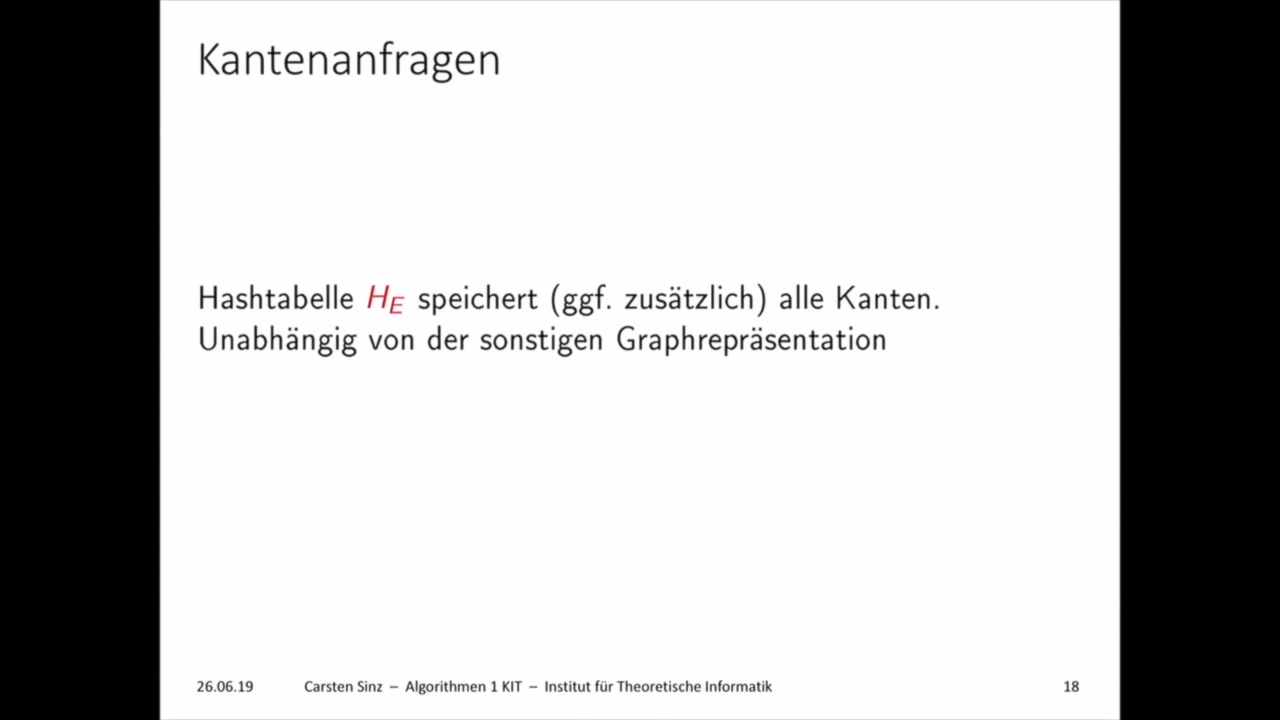 Kantenanfragen
Hashtabelle H_E speichert (ggf. zusätzlich) alle Kanten.
Unabhängig von der sonstigen Graphrepräsentation
26.06.19 Carsten Sinz – Algorithmen 1 KIT – Institut für Theoretische Informatik 18